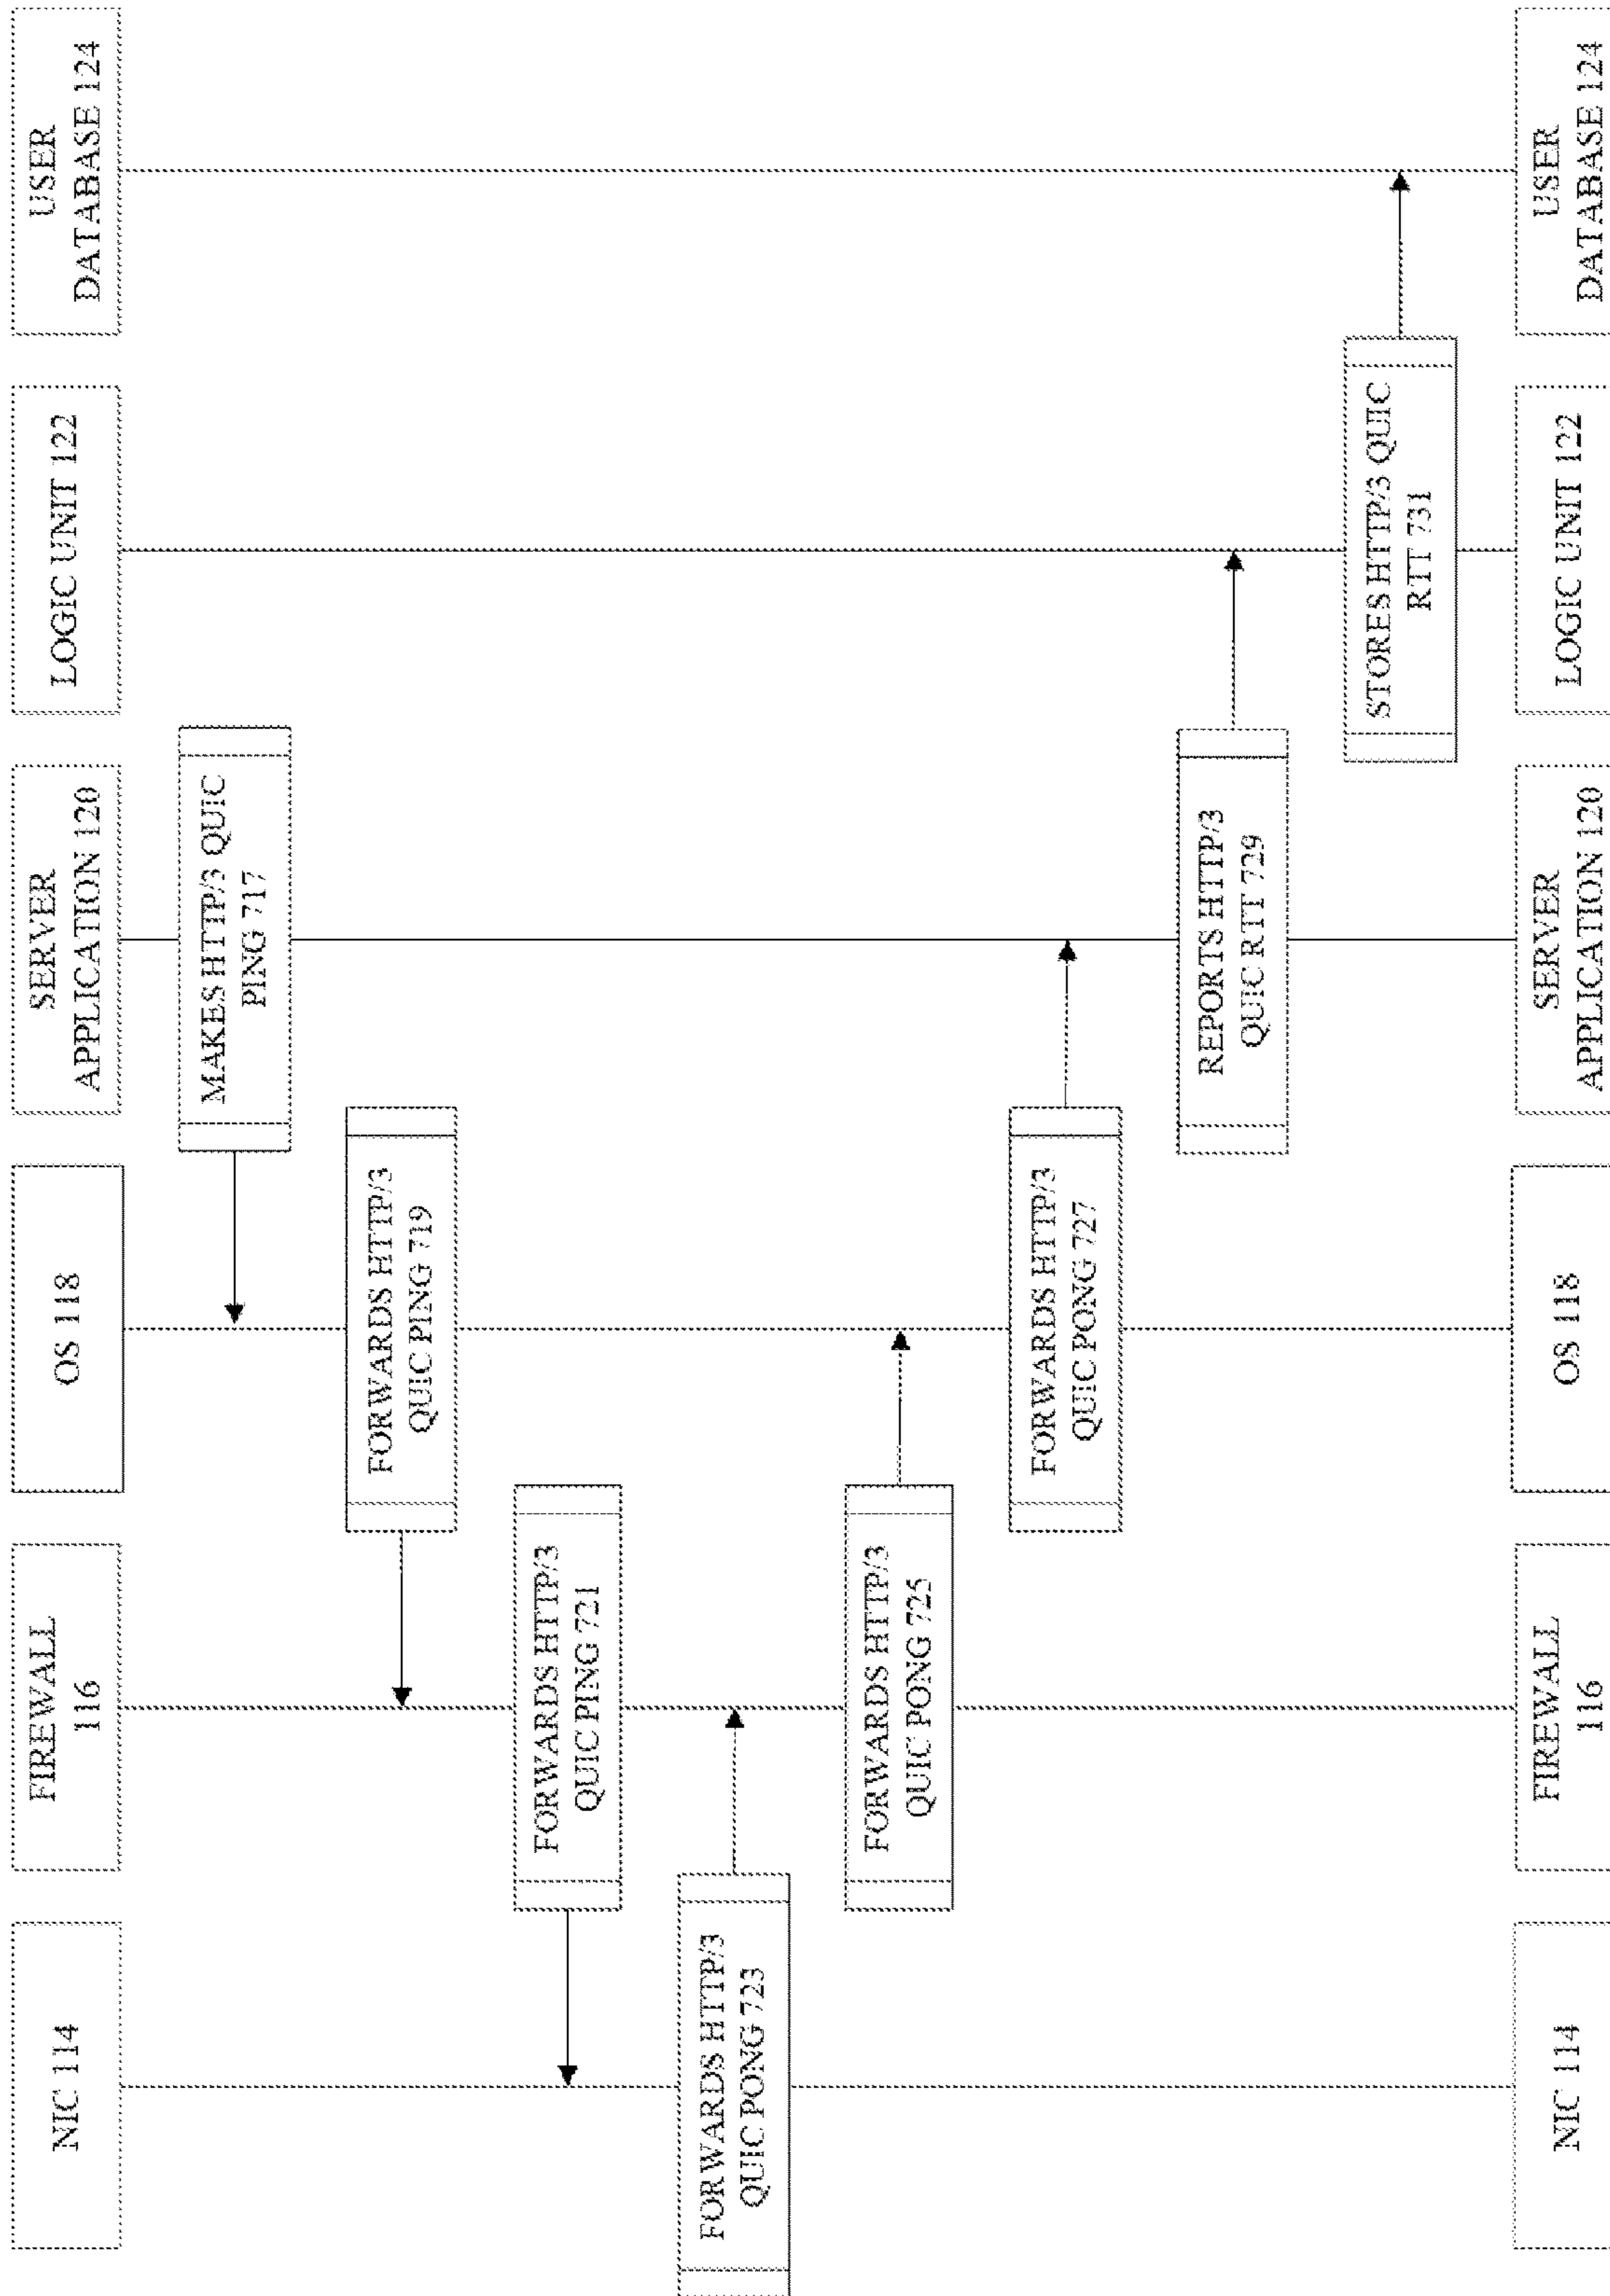 NIC 114
FIREWALL
116
OS 118
SERVER
APPLICATION 120
LOGIC UNIT 122
USER
DATABASE 124
MAKES HTTP/3 QUIC
PING 717
FORWARDS HTTP/3
QUIC PING 719
FORWARDS HTTP/3
QUIC PING 721
FORWARDS HTTP/3
QUIC PONG 723
FORWARDS HTTP/3
QUIC PONG 725
FORWARDS HTTP/3
QUIC PONG 727
REPORTS HTTP/3
QUIC RTT 729
STORES HTTP/3 QUIC
RTT 731
NIC 114
FIREWALL
116
OS 118
SERVER
APPLICATION 120
LOGIC UNIT 122
USER
DATABASE 124